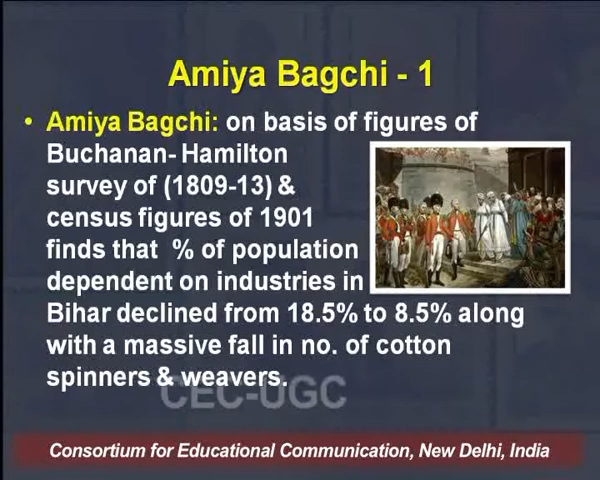 Amiya Bagchi - 1
• Amiya Bagchi: on basis of figures of
Buchanan- Hamilton
survey of (1809-13) &
census figures of 1901
finds that % of population
dependent on industries in
Bihar declined from 18.5% to 8.5% along
with a massive fall in no. of cotton
spinners & weavers.
CEC-UGC
Consortium for Educational Communication, New Delhi, India